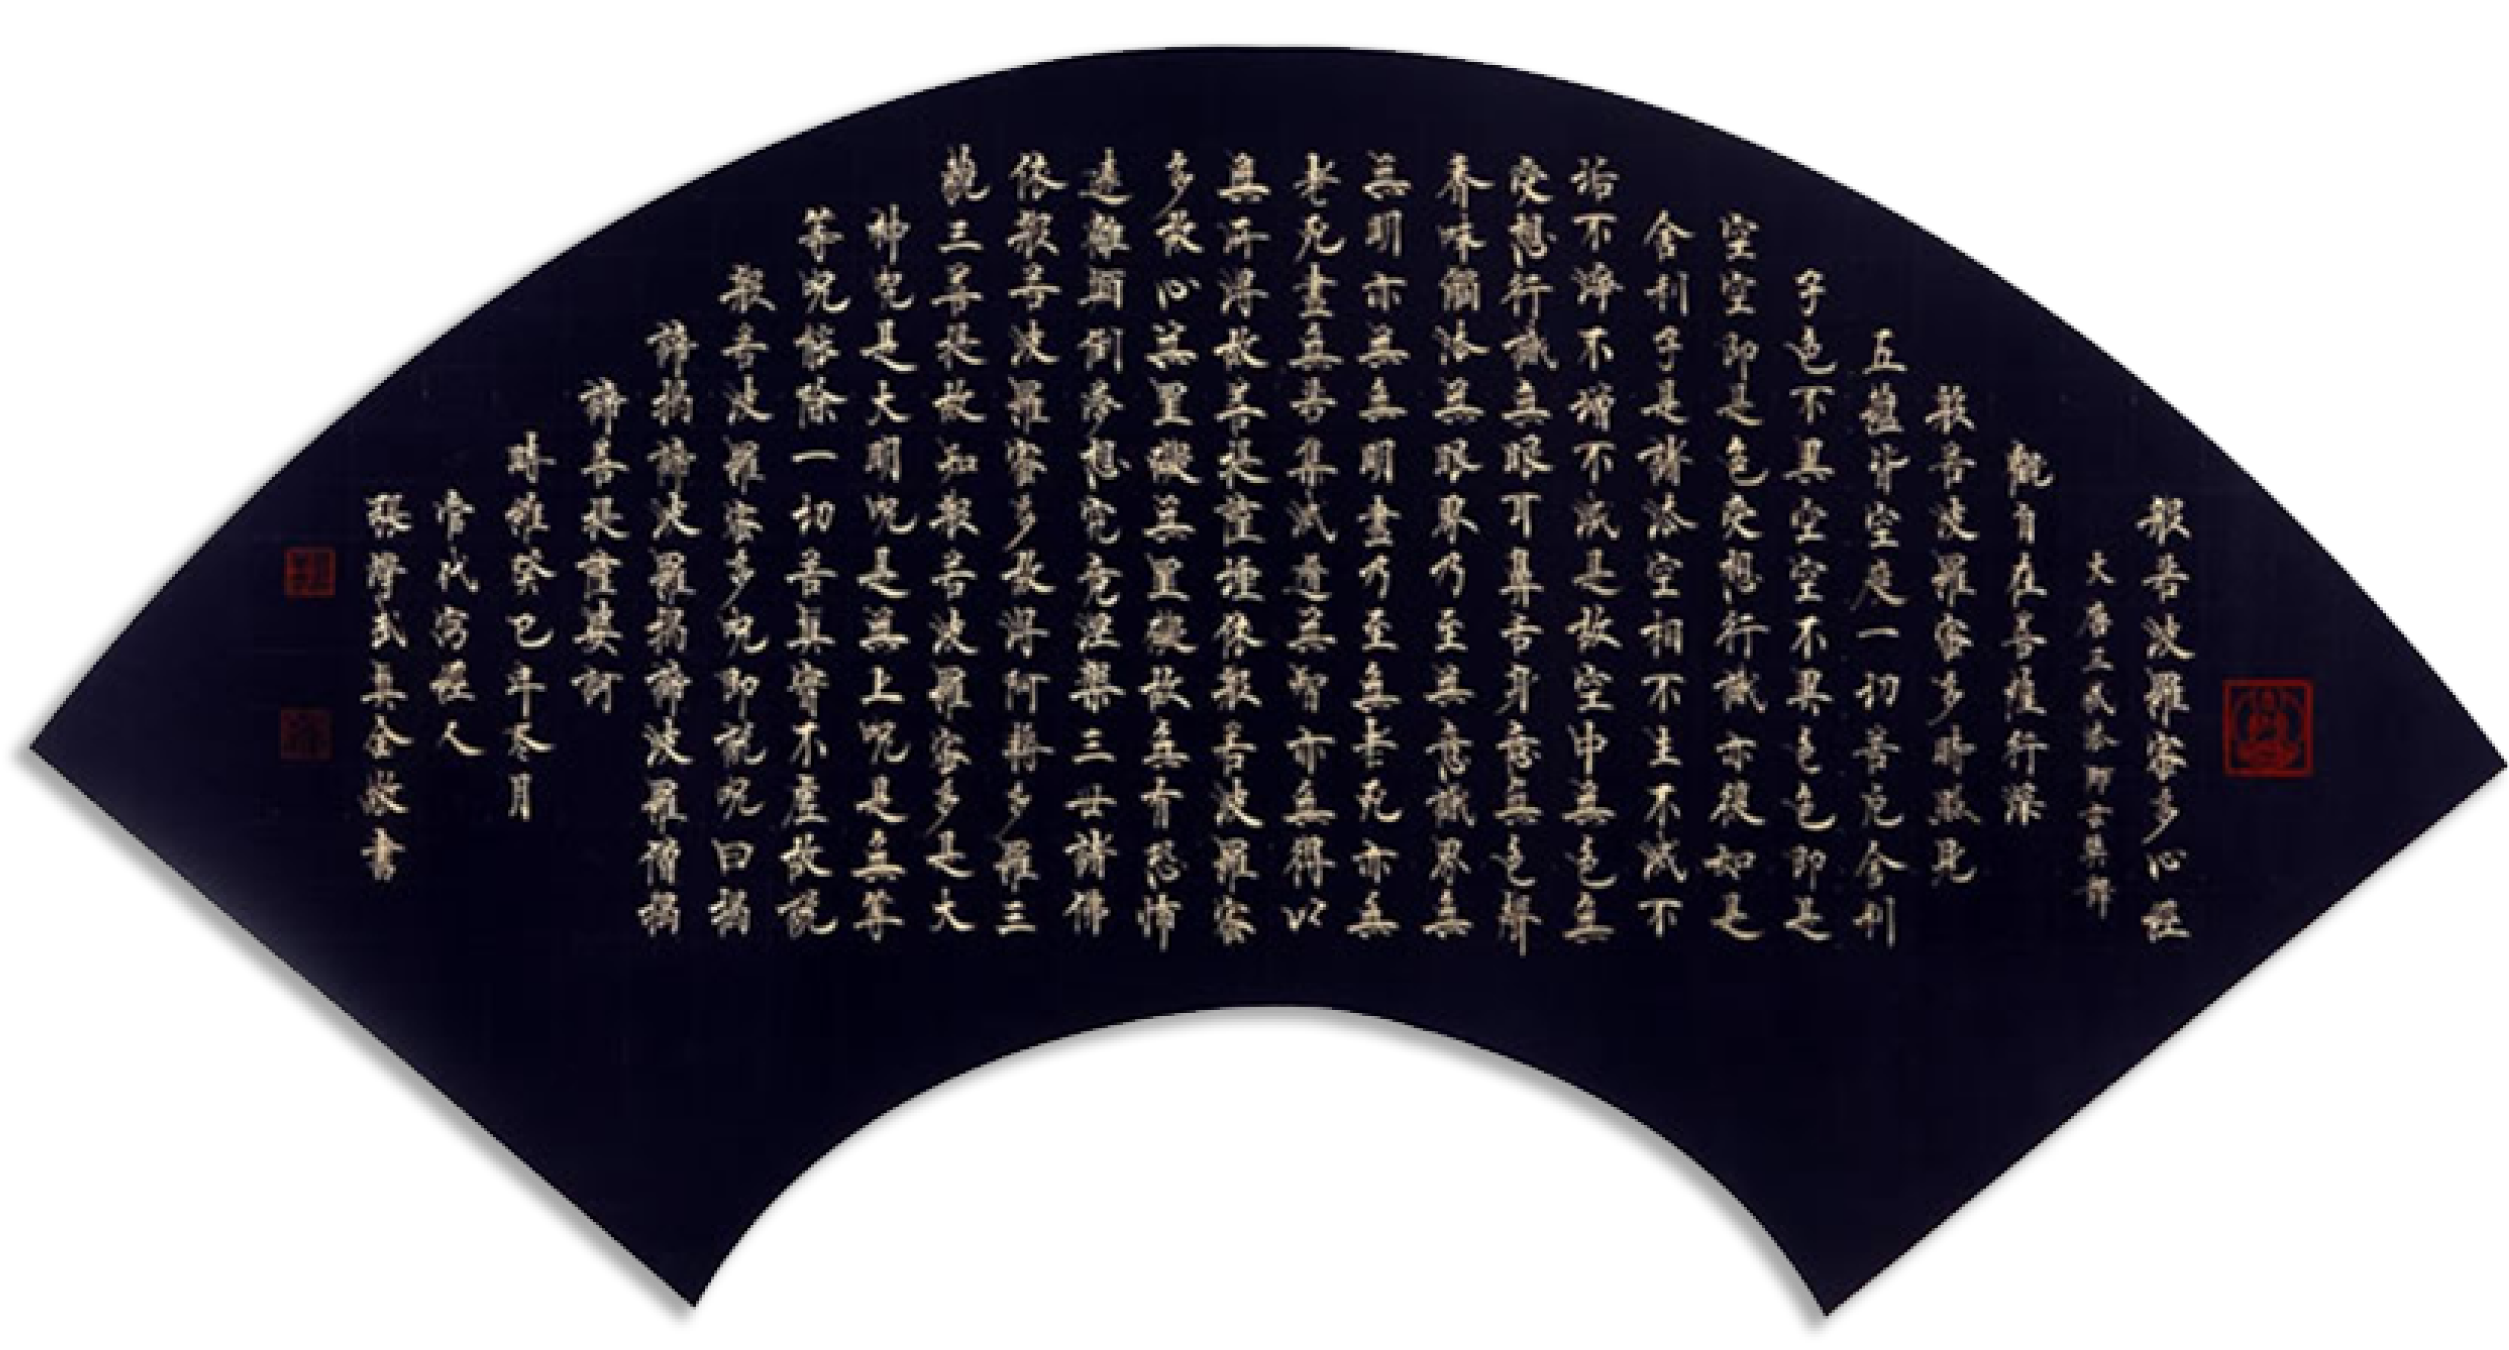 般若波羅蜜多心經
大唐三藏法師玄奘譯
觀自在菩薩行深
般若波羅蜜多時照見
五蘊皆空度一切苦厄舍利
子色不異空空不異色色即是
空空即是色受想行識亦復如是
舍利子是諸法空相不生不滅不
垢不淨不增不減是故空中無色無
受想行識無眼耳鼻舌身意無色聲
香味觸法無眼界乃至無意識界無
無明亦無無明盡乃至無老死亦無
老死盡無苦集滅道無智亦無得以
無所得故菩提薩埵依般若波羅蜜
多故心無罣礙無罣礙故無有恐怖
遠離顛倒夢想究竟涅槃三世諸佛
依般若波羅蜜多故得阿耨多羅三
藐三菩提故知般若波羅蜜多是大
神咒是大明咒是無上咒是無等
等咒能除一切苦真實不虛故說
般若波羅蜜多咒即說咒曰揭
諦揭諦波羅揭諦波羅僧揭
諦菩提薩婆訶
時維癸巳年冬月
當代寫經人
張學武真金敬書